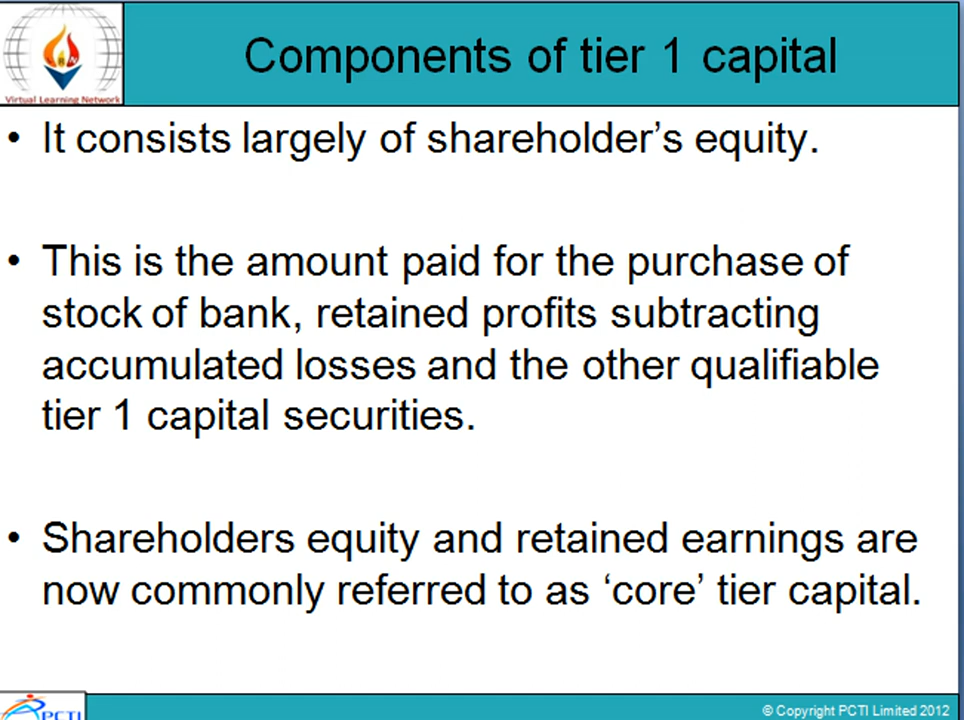 Virtual Learning Network
Components of tier 1 capital
• It consists largely of shareholder’s equity.
• This is the amount paid for the purchase of
stock of bank, retained profits subtracting
accumulated losses and the other qualifiable
tier 1 capital securities.
• Shareholders equity and retained earnings are
now commonly referred to as ‘core’ tier capital.
PCTI
© Copyright PCTI Limited 2012